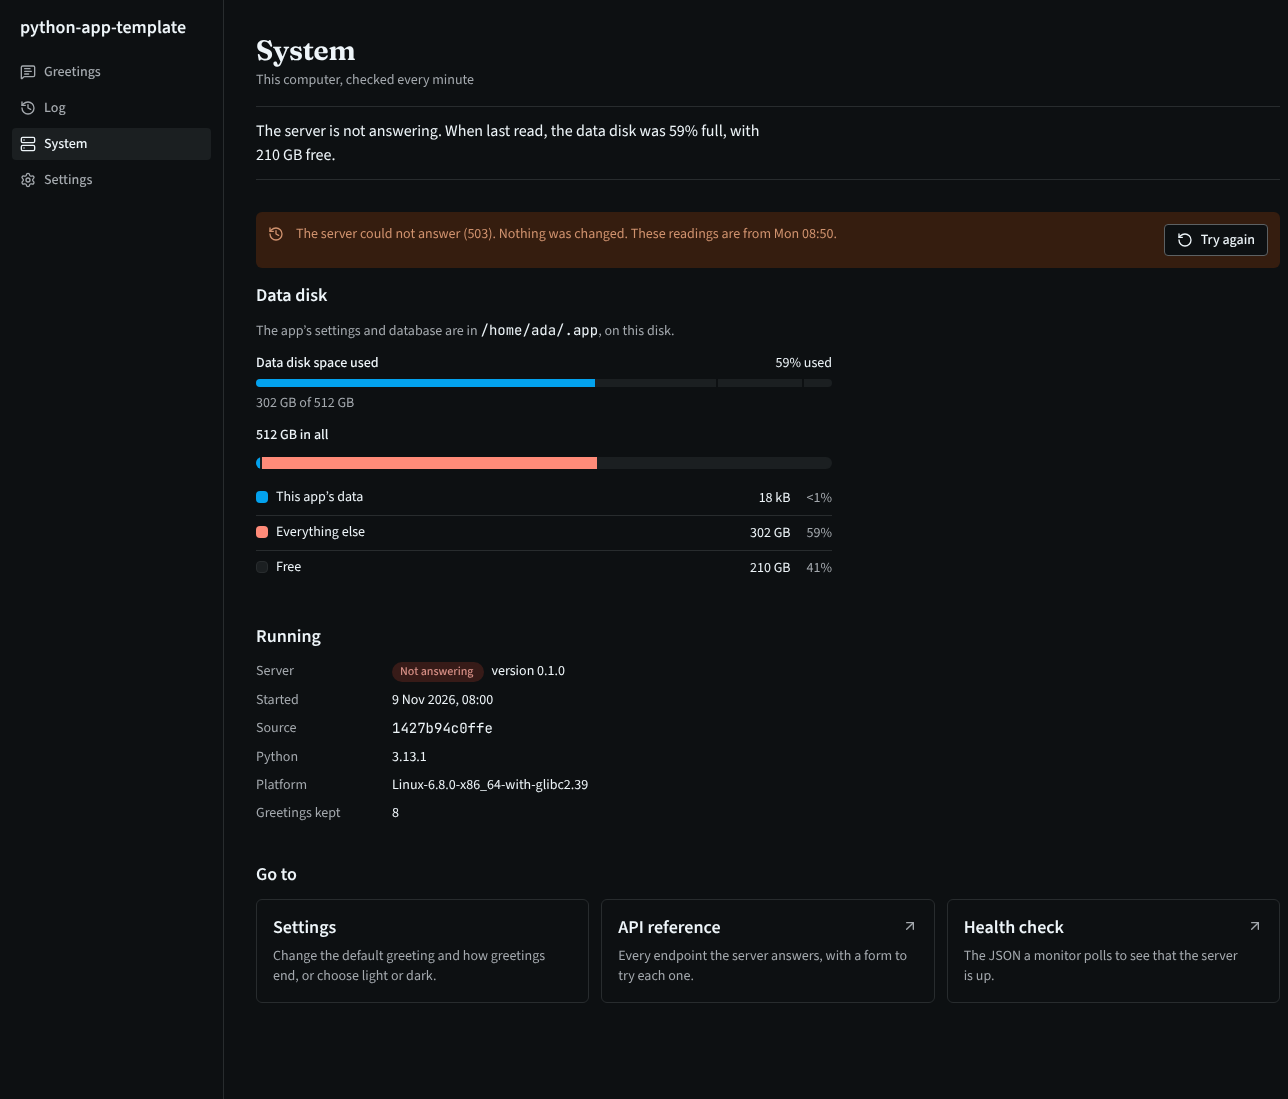 python-app-template
Greetings
Log
System
Settings
System
This computer, checked every minute
The server is not answering. When last read, the data disk was 59% full, with
210 GB free.
The server could not answer (503). Nothing was changed. These readings are from Mon 08:50.
Try again
Data disk
The app’s settings and database are in /home/ada/.app, on this disk.
Data disk space used 59% used
302 GB of 512 GB
512 GB in all
This app’s data 18 kB <1%
Everything else 302 GB 59%
Free 210 GB 41%
Running
Server Not answering version 0.1.0
Started 9 Nov 2026, 08:00
Source 1427b94c0ffe
Python 3.13.1
Platform Linux-6.8.0-x86_64-with-glibc2.39
Greetings kept 8
Go to
Settings
Change the default greeting and how greetings
end, or choose light or dark.
API reference
Every endpoint the server answers, with a form to
try each one.
Health check
The JSON a monitor polls to see that the server
is up.